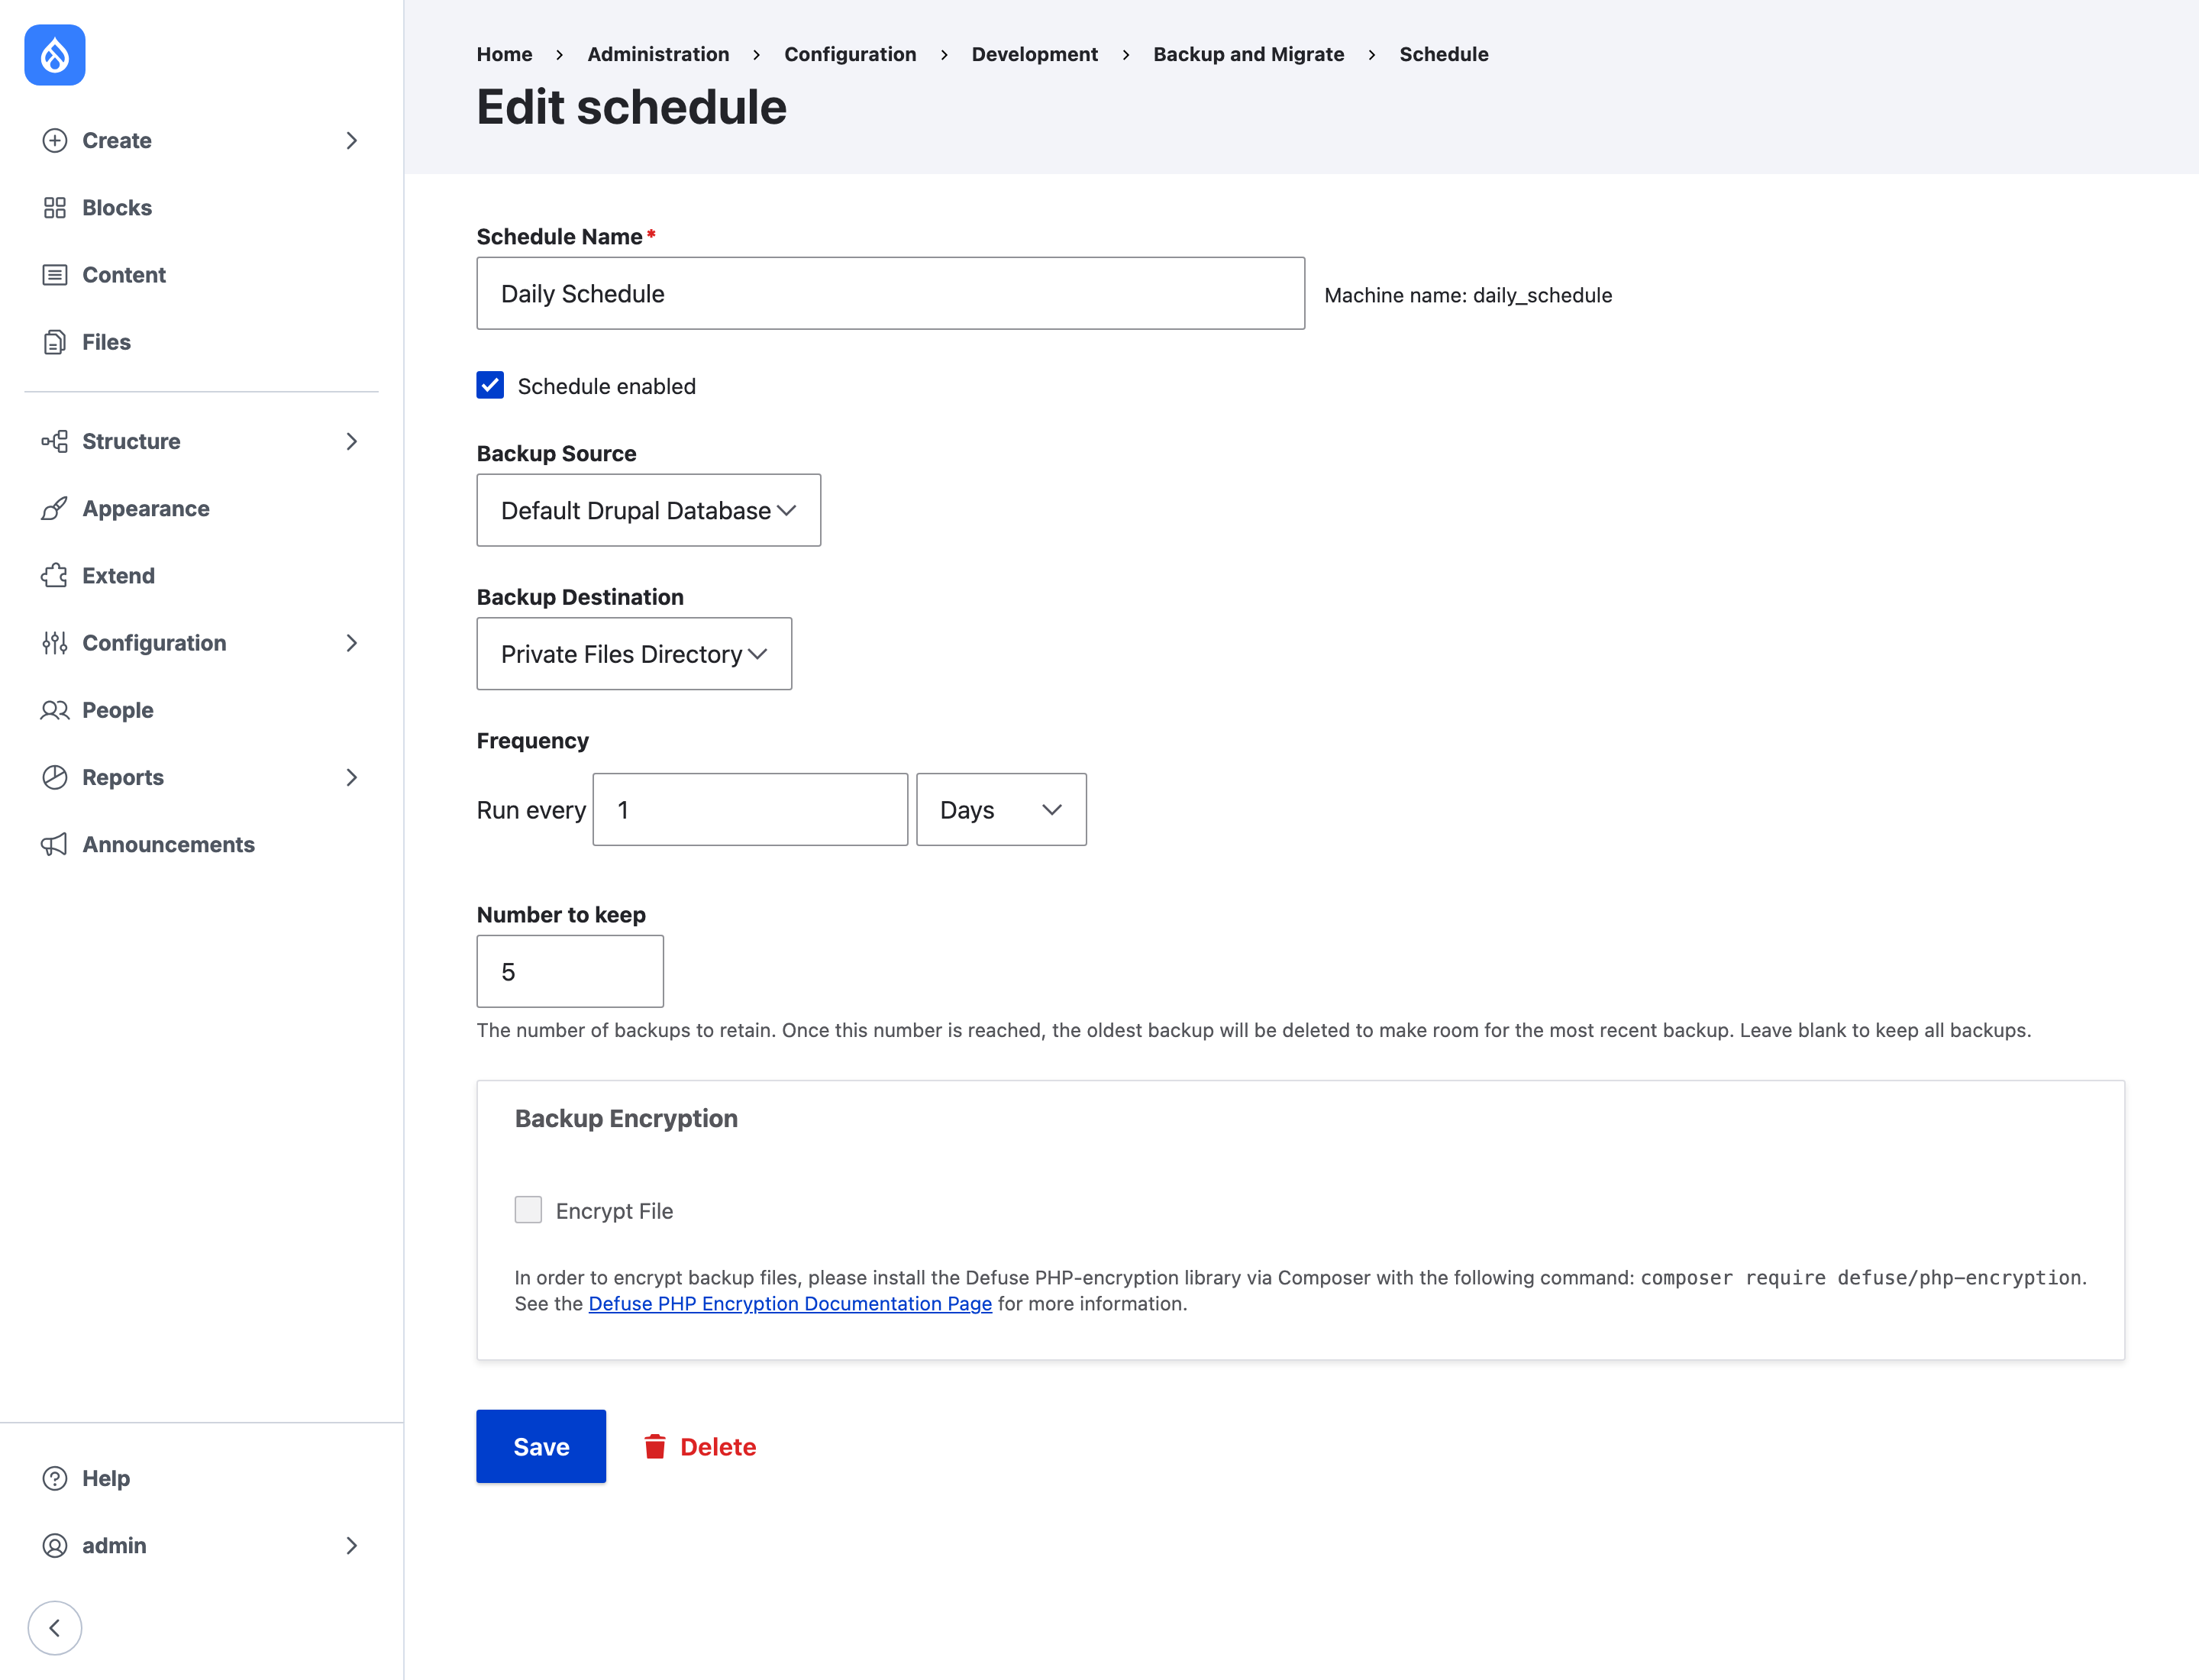 Create
Blocks
Content
Files
Structure
Appearance
Extend
Configuration
People
Reports
Announcements
Help
admin
Home > Administration > Configuration > Development > Backup and Migrate > Schedule
Edit schedule
Schedule Name*
Daily Schedule
Machine name: daily_schedule
Schedule enabled
Backup Source
Default Drupal Database
Backup Destination
Private Files Directory
Frequency
Run every 1 Days
Number to keep
5
The number of backups to retain. Once this number is reached, the oldest backup will be deleted to make room for the most recent backup. Leave blank to keep all backups.
Backup Encryption
Encrypt File
In order to encrypt backup files, please install the Defuse PHP-encryption library via Composer with the following command: composer require defuse/php-encryption.
See the Defuse PHP Encryption Documentation Page for more information.
Save Delete